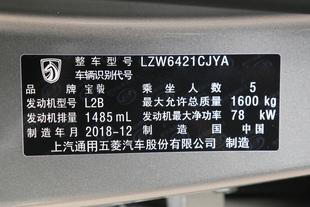 整车型号 LZW6421CJYA
车辆识别代号
品牌 宝骏 乘坐人数 5
发动机型号 L2B 最大允许总质量 1600 kg
发动机排量 1485 mL 发动机最大净功率 78 kW
制造年月 2018-12 制造国 中国
上汽通用五菱汽车股份有限公司 制造